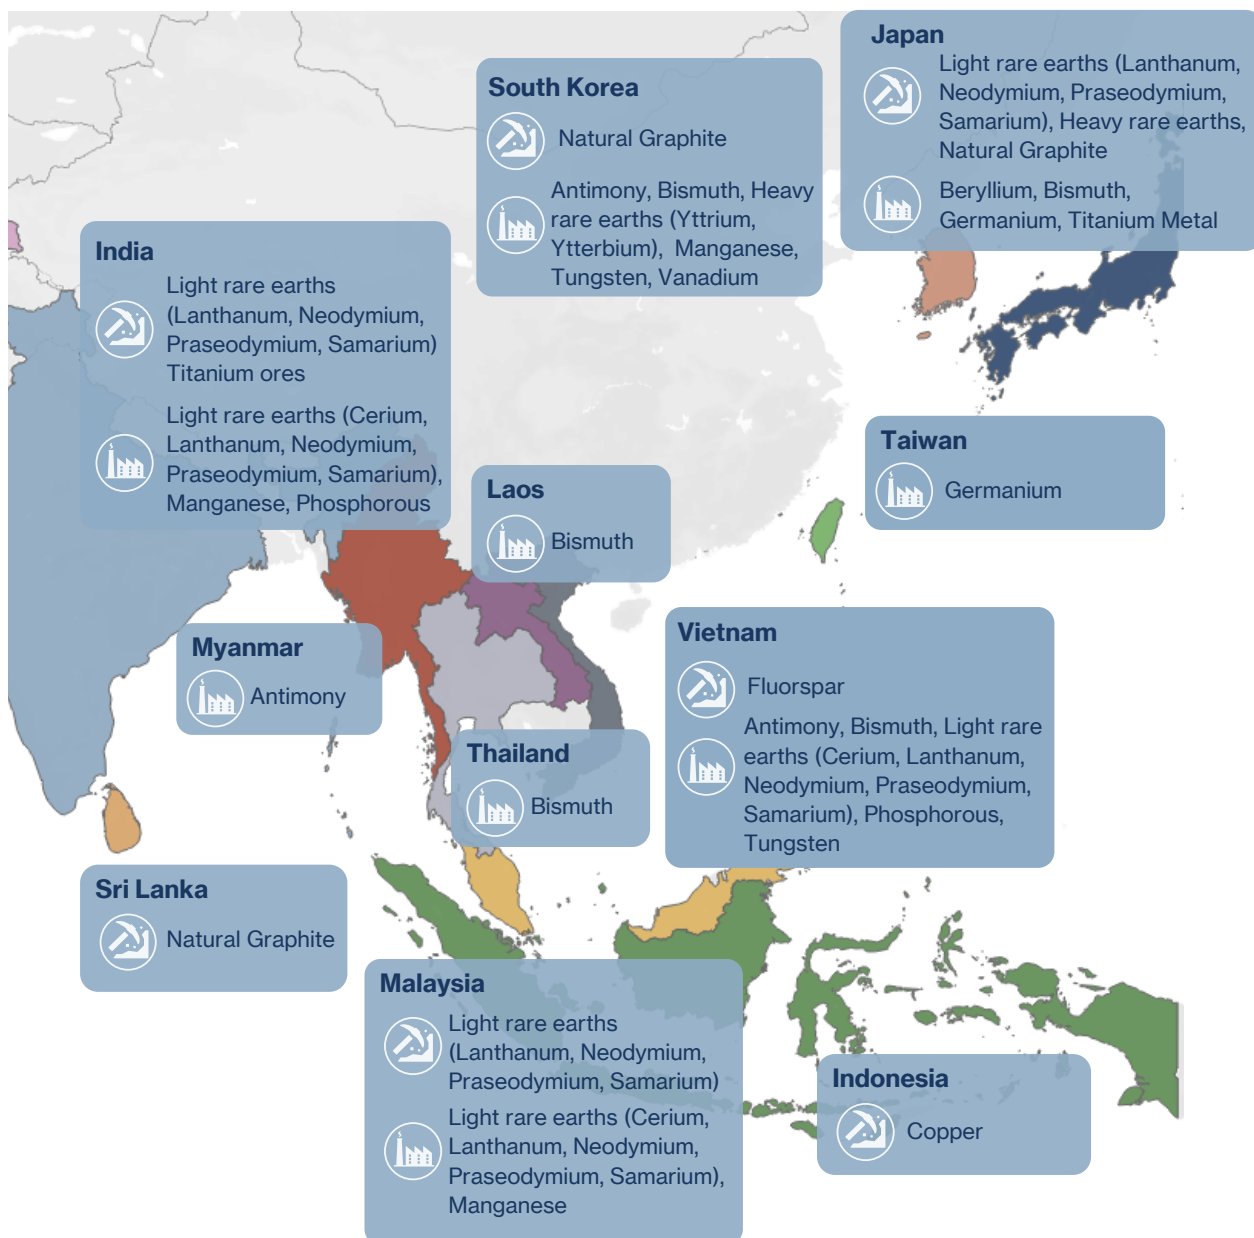 Japan
Light rare earths (Lanthanum,
Neodymium, Praseodymium,
Samarium), Heavy rare earths,
Natural Graphite
Beryllium, Bismuth,
Germanium, Titanium Metal
South Korea
Natural Graphite
Antimony, Bismuth, Heavy
rare earths (Yttrium,
Ytterbium), Manganese,
Tungsten, Vanadium
India
Light rare earths
(Lanthanum, Neodymium,
Praseodymium, Samarium)
Titanium ores
Light rare earths (Cerium,
Lanthanum, Neodymium,
Praseodymium, Samarium),
Manganese, Phosphorous
Taiwan
Germanium
Laos
Bismuth
Myanmar
Antimony
Vietnam
Fluorspar
Antimony, Bismuth, Light rare
earths (Cerium, Lanthanum,
Neodymium, Praseodymium,
Samarium), Phosphorous,
Tungsten
Thailand
Bismuth
Sri Lanka
Natural Graphite
Malaysia
Light rare earths
(Lanthanum, Neodymium,
Praseodymium, Samarium)
Light rare earths (Cerium,
Lanthanum, Neodymium,
Praseodymium, Samarium),
Manganese
Indonesia
Copper